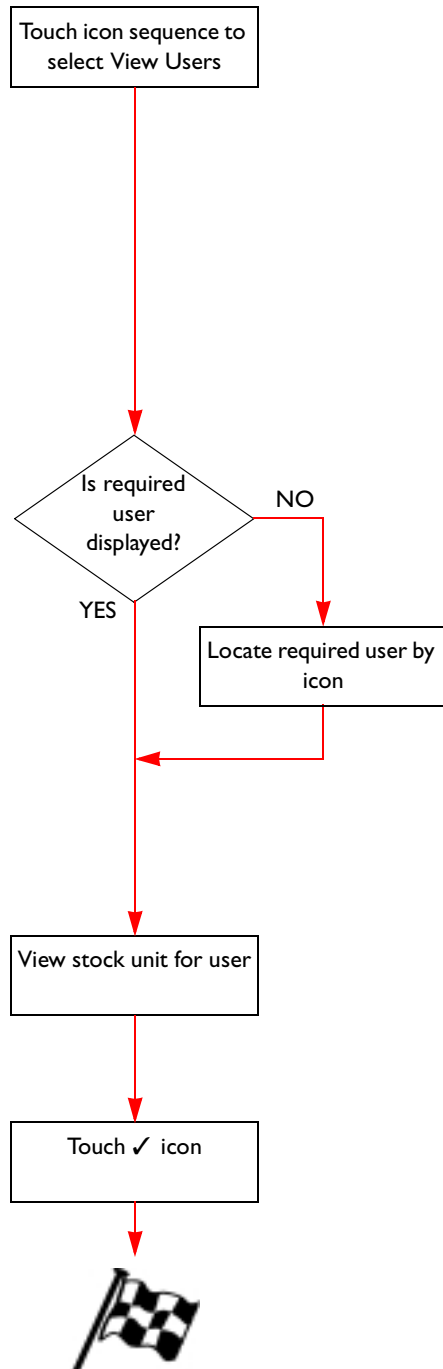 Touch icon sequence to
select View Users
Is required
user
displayed?
NO
YES
Locate required user by
icon
View stock unit for user
Touch ✓ icon